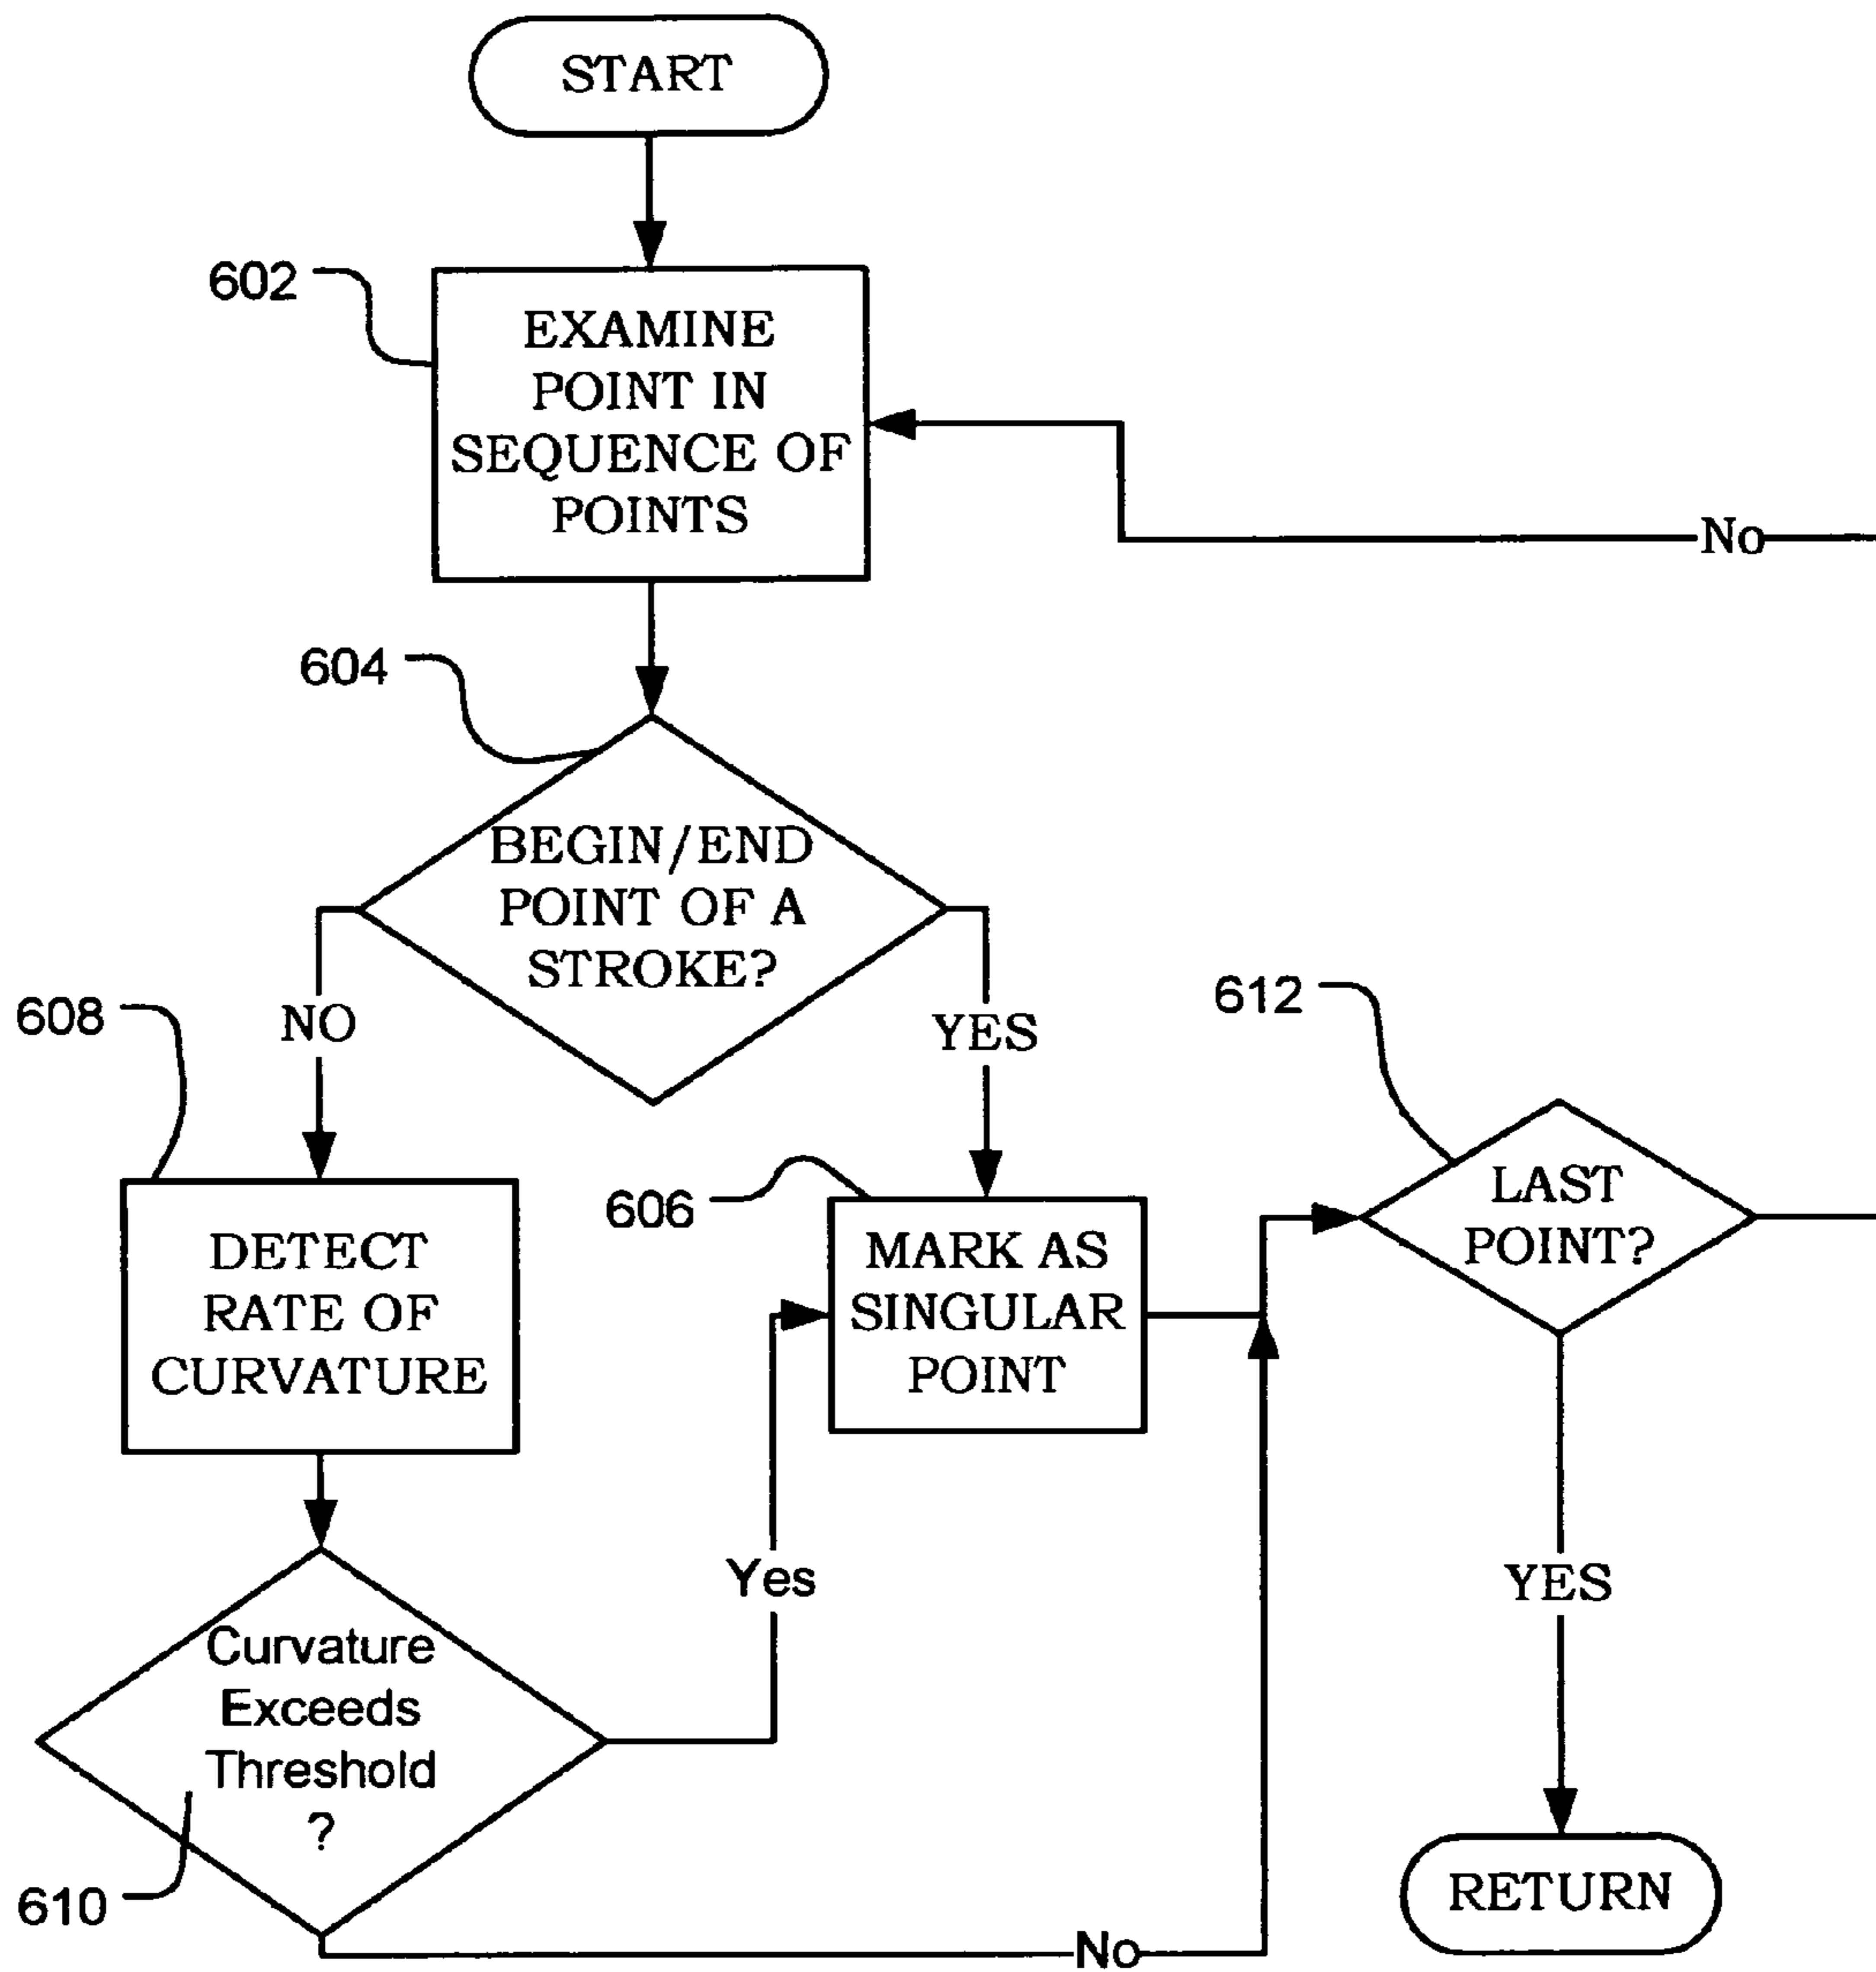 START
602
EXAMINE
POINT IN
SEQUENCE OF
POINTS
No
604
BEGIN/END
POINT OF A
STROKE?
608
NO
YES
612
606
DETECT
RATE OF
CURVATURE
MARK AS
SINGULAR
POINT
LAST
POINT?
Yes
YES
Curvature
Exceeds
Threshold
?
610
No
RETURN